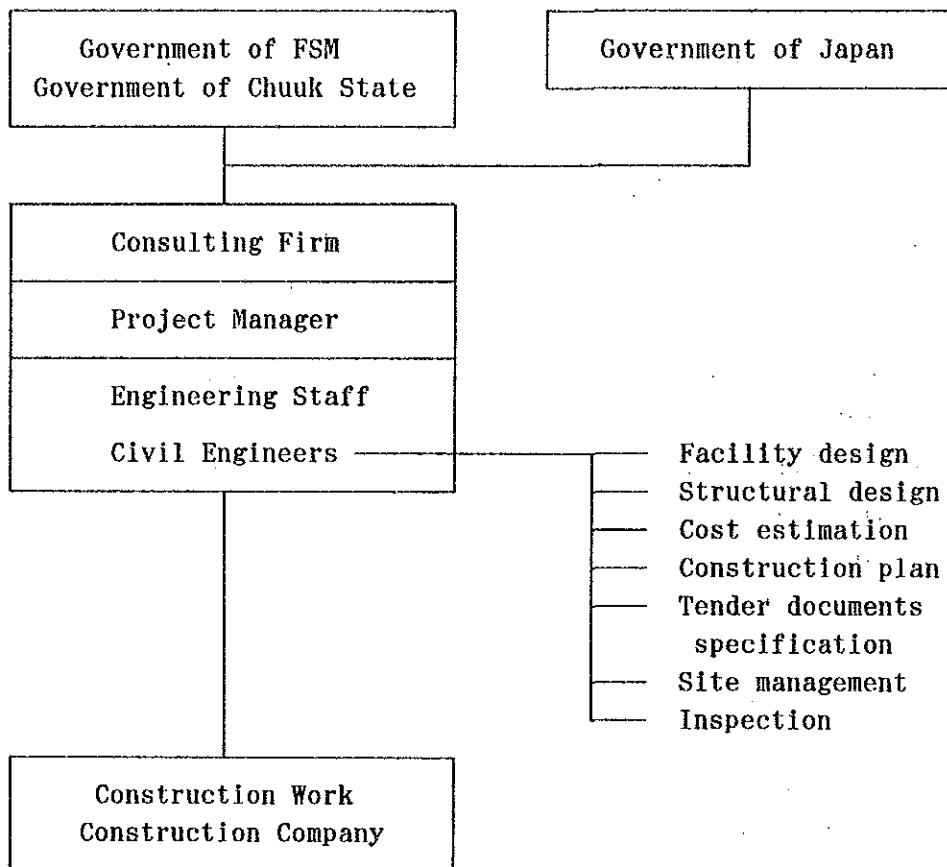 Government of FSM
Government of Chuuk State
Government of Japan
Consulting Firm
Project Manager
Engineering Staff
Civil Engineers
Facility design
Structural design
Cost estimation
Construction plan
Tender documents
specification
Site management
Inspection
Construction Work
Construction Company